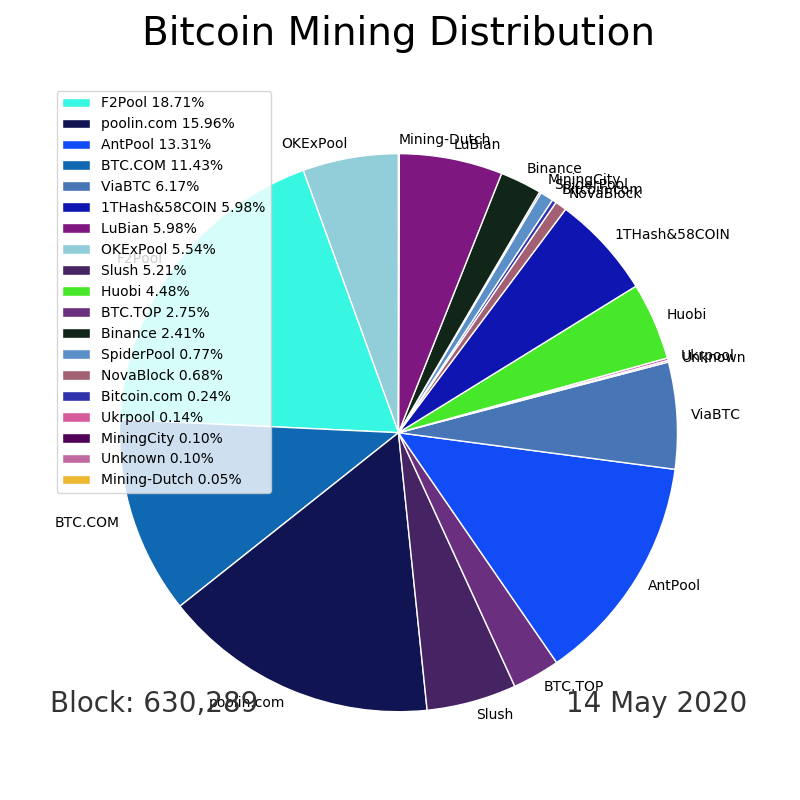 Bitcoin Mining Distribution
F2Pool 18.71%
poolin.com 15.96%
AntPool 13.31%
BTC.COM 11.43%
ViaBTC 6.17%
1THash&58COIN 5.98%
LuBian 5.98%
OKExPool 5.54%
Slush 5.21%
Huobi 4.48%
BTC.TOP 2.75%
Binance 2.41%
SpiderPool 0.77%
NovaBlock 0.68%
Bitcoin.com 0.24%
Ukrpool 0.14%
MiningCity 0.10%
Unknown 0.10%
Mining-Dutch 0.05%
Mining-Dutch
LuBian
Binance
MiningCity
SpiderPool
Bitcoin.com
NovaBlock
1THash&58COIN
Huobi
Ukrpool
Unknown
ViaBTC
AntPool
BTC.TOP
Slush
poolin.com
BTC.COM
F2Pool
OKExPool
Block: 630,289
14 May 2020